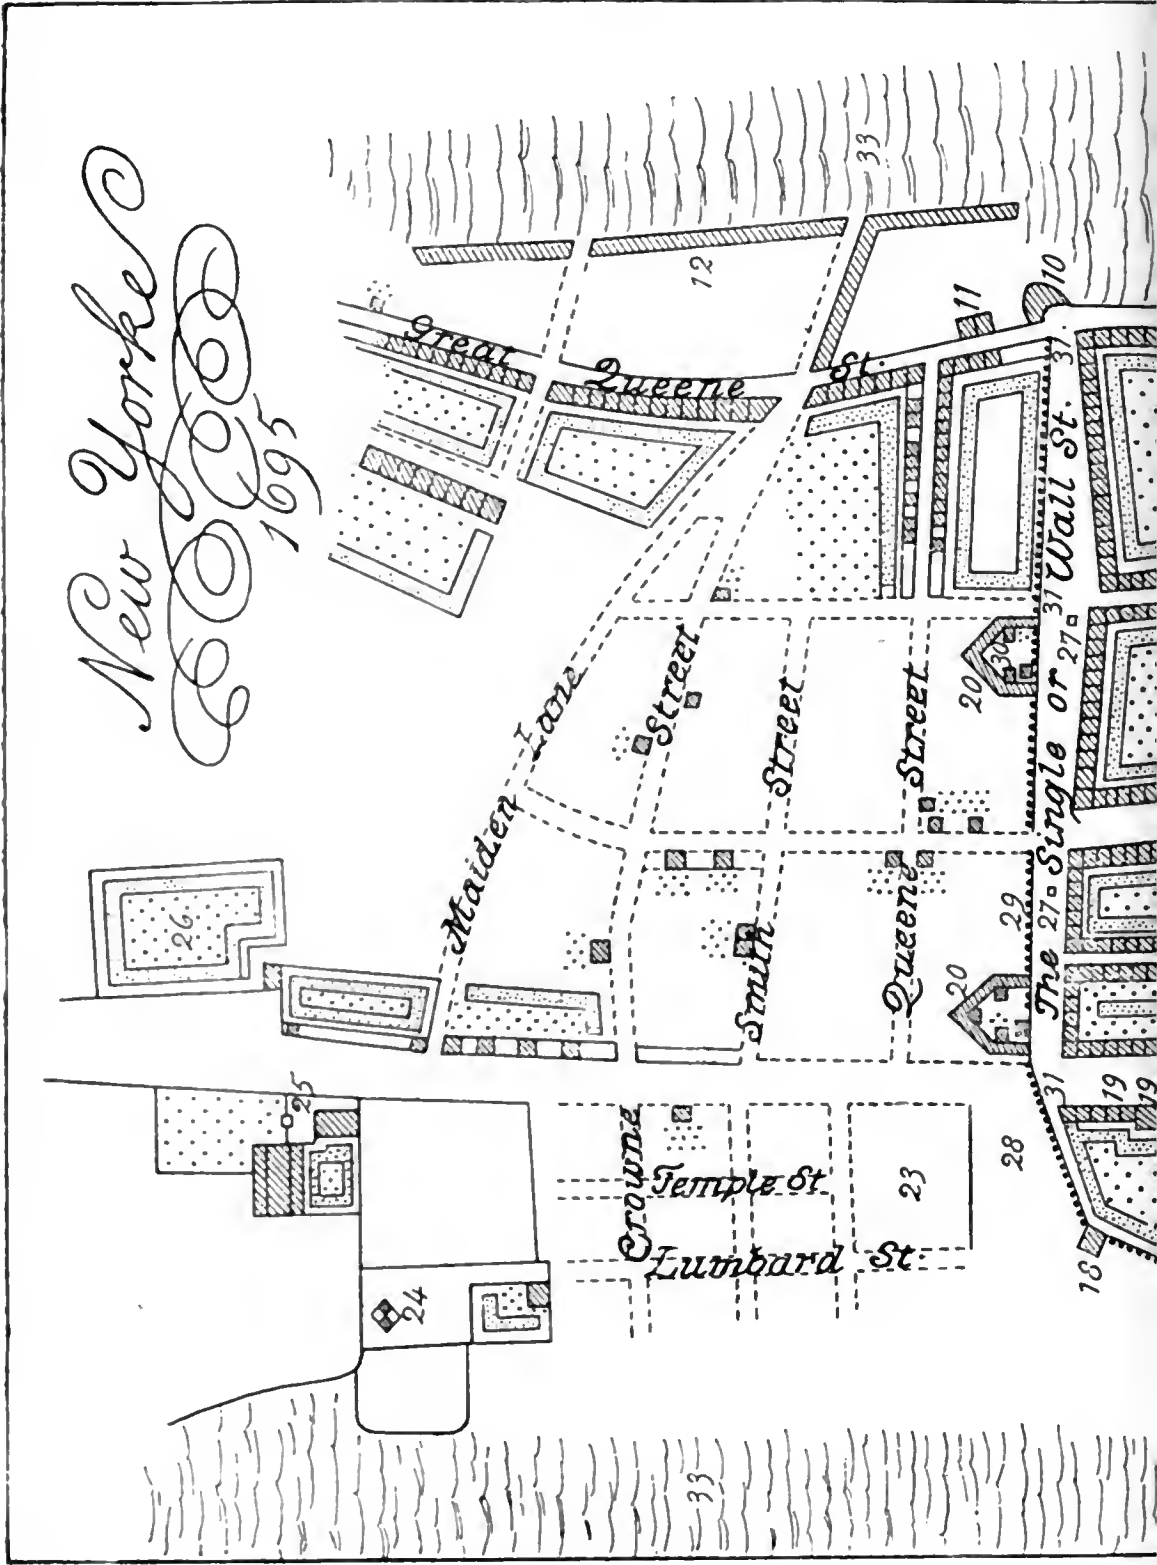 New Yorke
1695
33
12
Great Queene St.
11
10
31
Maiden Lane
Street
Smith Street
Queene Street
20
30
The Single or Wall St.
27
31
27
26
29
20
25
Crowne
Temple St
Lumbard St.
23
28
31
19
19
18
24
33